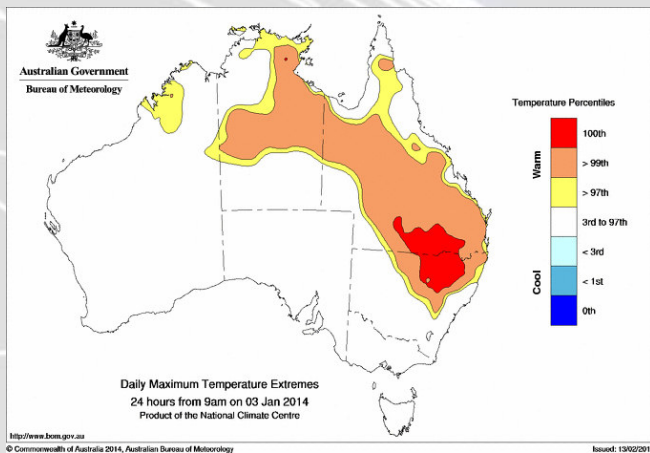 Australian Government
Bureau of Meteorology
Temperature Percentiles
Warm
100th
> 99th
> 97th
3rd to 97th
Cool
< 3rd
< 1st
0th
Daily Maximum Temperature Extremes
24 hours from 9am on 03 Jan 2014
Product of the National Climate Centre
http://www.bom.gov.au
© Commonwealth of Australia 2014, Australian Bureau of Meteorology
Issued: 13/02/201